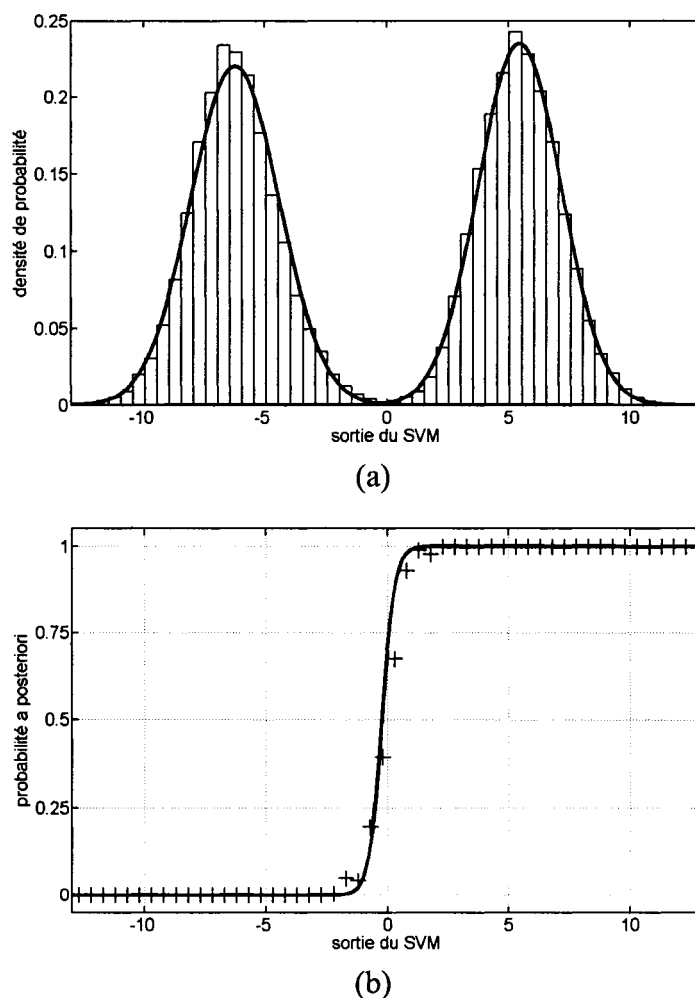 0.25
0.2
0.15
0.1
0.05
0
densité de probabilité
-10 -5 0 5 10
sortie du SVM
(a)
1
0.75
0.5
0.25
0
probabilité a posteriori
-10 -5 0 5 10
sortie du SVM
(b)